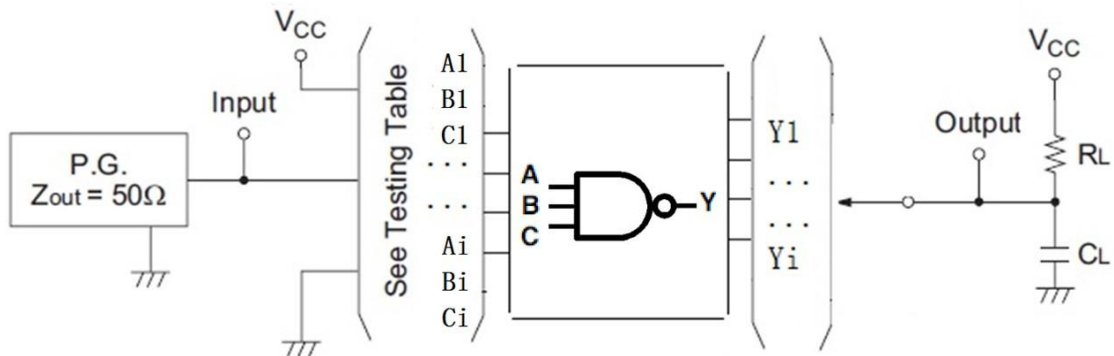 VCC
Input
P.G.
Zout = 50Ω
See Testing Table
A1
B1
C1
...
...
Ai
Bi
Ci
A
B
C
Y
Y1
...
...
Yi
Output
VCC
RL
CL